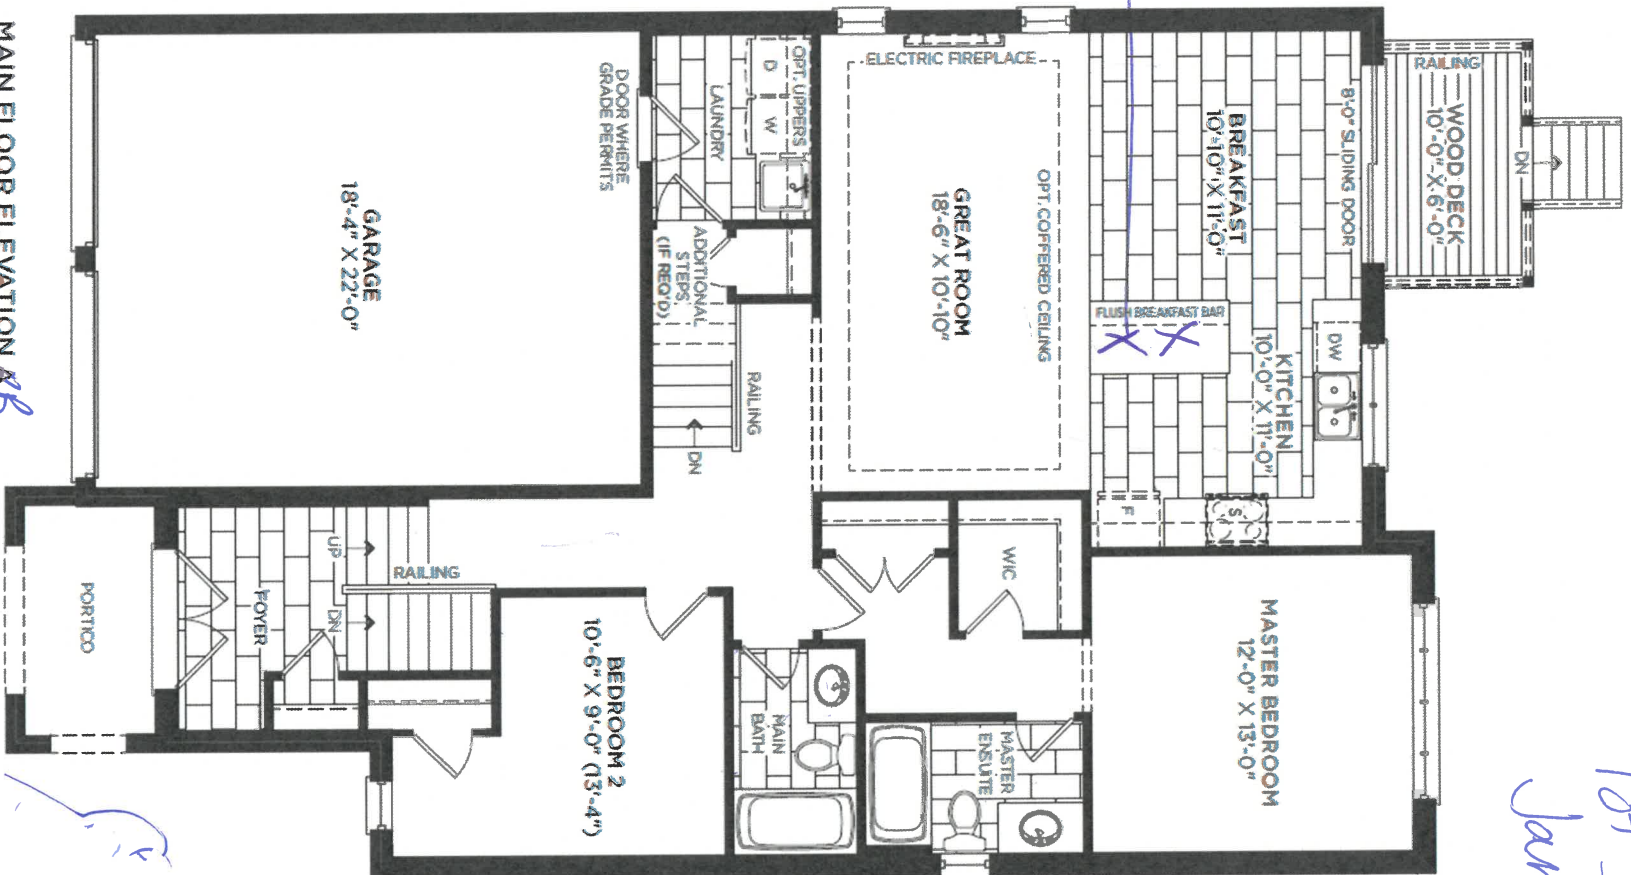 MAIN FLOOR ELEVATION A
GARAGE
18'-4" X 22'-0"
DOOR WHERE
GRADE PERMITS
LAUNDRY
OPT. UPPERS
D
W
ADDITIONAL
STEPS
(IF REQ'D)
RAILING
DN
ELECTRIC FIREPLACE
GREAT ROOM
18'-6" X 10'-10"
OPT. COFFERED CEILING
BREAKFAST
10'-10" X 11'-0"
8'-0" SLIDING DOOR
RAILING
WOOD DECK
10'-0" X 6'-0"
DN
FLUSH BREAKFAST BAR
X X
KITCHEN
10'-0" X 11'-0"
DW
F
S
WIC
MASTER BEDROOM
12'-0" X 13'-0"
MASTER
ENSUITE
MAIN
BATH
BEDROOM 2
10'-6" X 9'-0" (13'-4")
RAILING
UP
DN
FOYER
PORTICO
Jan